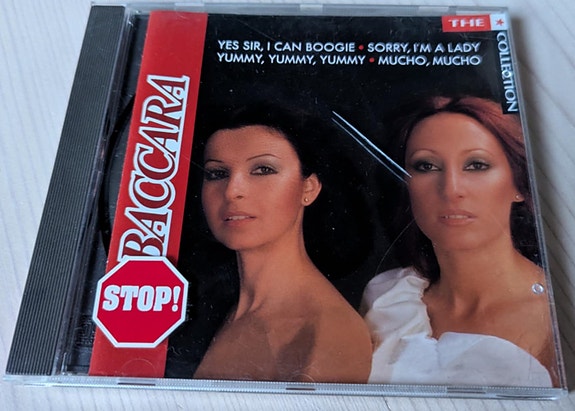 THE
COLLECTION
YES SIR, I CAN BOOGIE • SORRY, I'M A LADY
YUMMY, YUMMY, YUMMY • MUCHO, MUCHO
BACCARA
STOP!